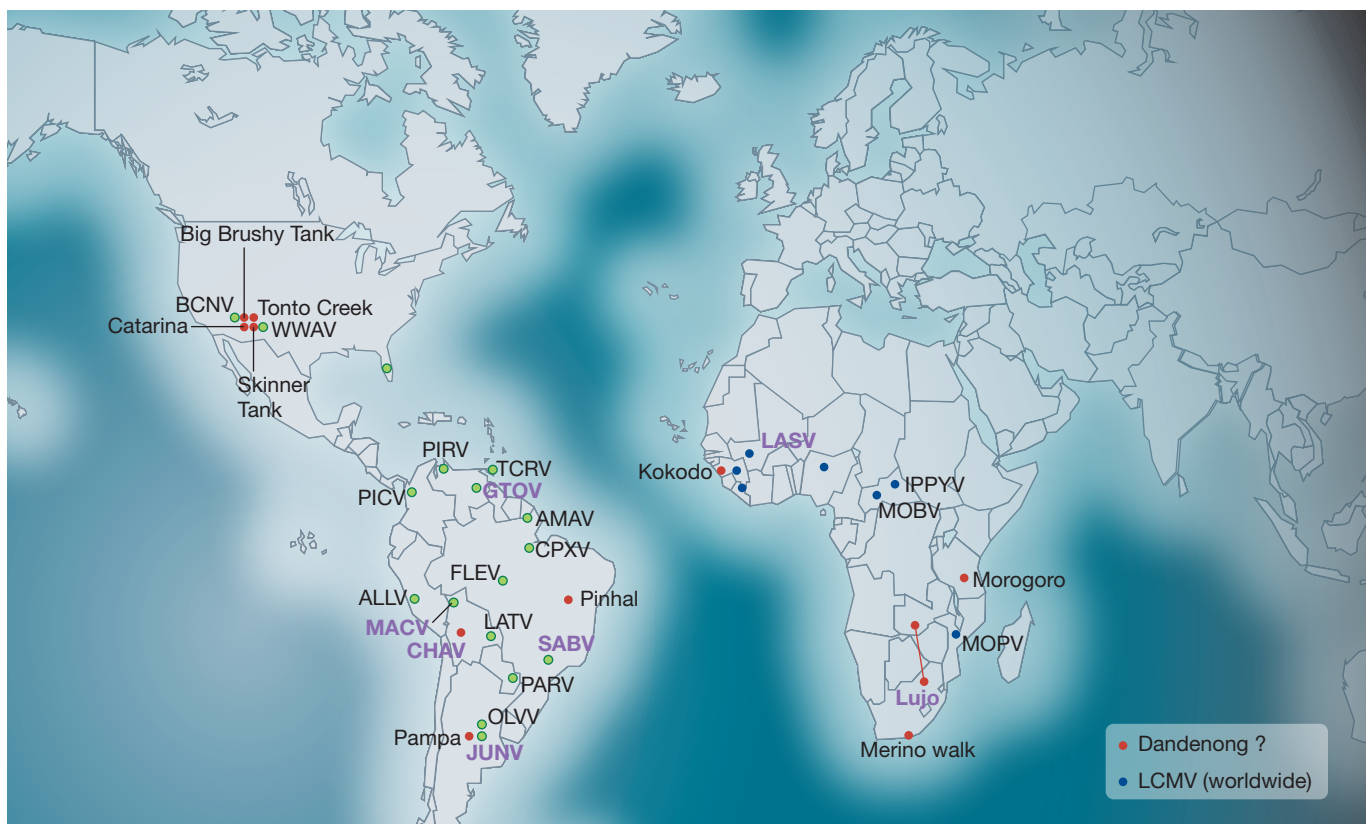 Big Brushy Tank
BCNV
Tonto Creek
Catarina
WWAV
Skinner
Tank
PIRV
TCRV
PICV
GTOV
AMAV
CPXV
FLEV
ALLV
Pinhal
MACV
LATV
CHAV
SABV
PARV
OLVV
Pampa
JUNV
LASV
Kokodo
IPPYV
MOBV
Morogoro
MOPV
Lujo
Merino walk
Dandenong ?
LCMV (worldwide)